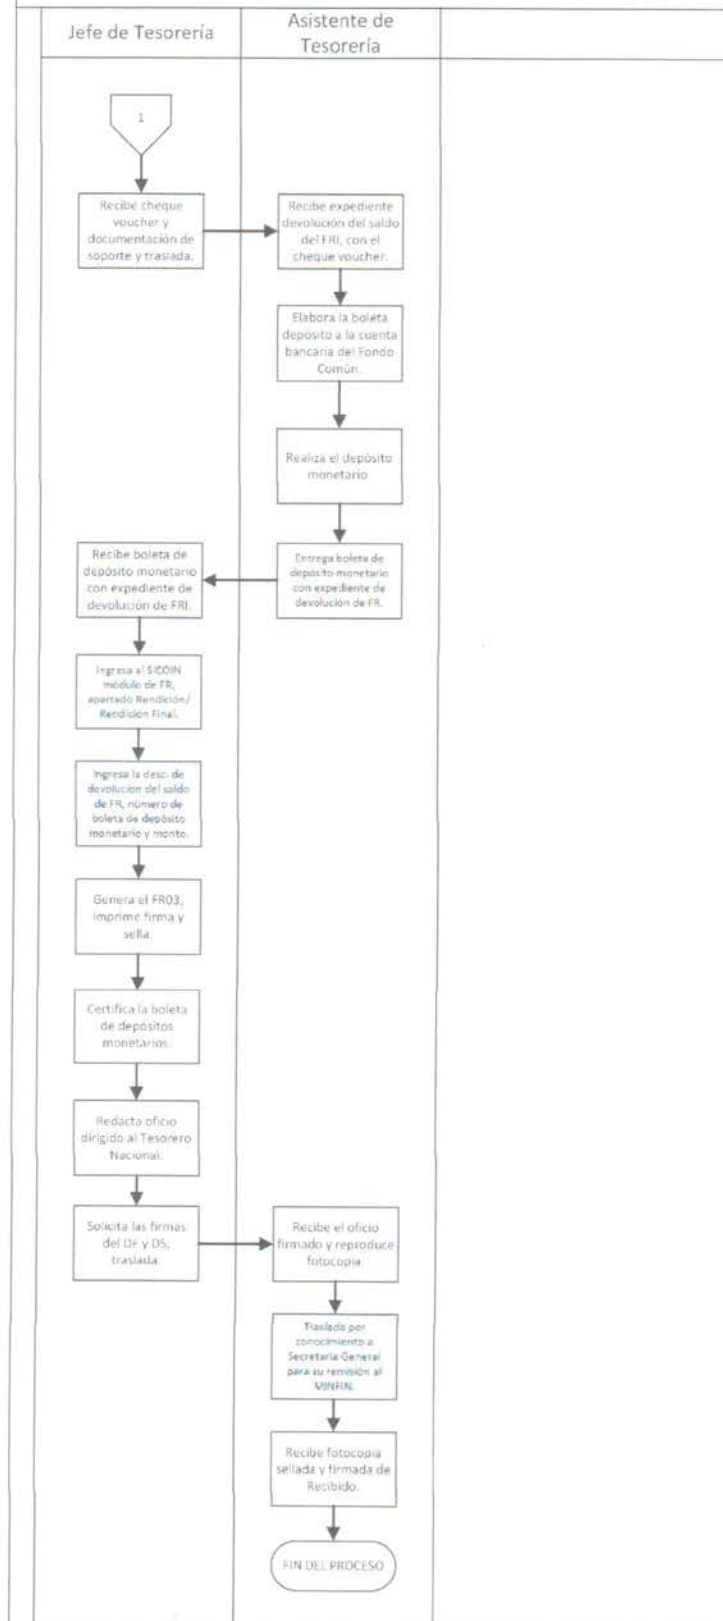 Jefe de Tesorería
Asistente de
Tesorería
1
Recibe cheque
voucher y
documentación de
soporte y traslada.
Recibe expediente
devolución del saldo
del FRI, con el
cheque voucher.
Elabora la boleta
depósito a la cuenta
bancaria del Fondo
Común.
Realiza el depósito
monetario
Entrega boleta de
depósito monetario
con expediente de
devolución de FR.
Recibe boleta de
depósito monetario
con expediente de
devolución de FRI.
Ingresa al SICOIN
módulo de FR,
apartado Rendición/
Rendición Final.
Ingresa la desc. de
devolucion del saldo
de FR, número de
boleta de depósito
monetario y monto.
Genera el FR03,
imprime firma y
sella.
Certifica la boleta
de depósitos
monetarios.
Redacta oficio
dirigido al Tesorero
Nacional.
Solicita las firmas
del DF y DS,
traslada.
Recibe el oficio
firmado y reproduce
fotocopia
Traslada por
conocimiento a
Secretaría General
para su remisión al
MINFIN.
Recibe fotocopia
sellada y firmada de
Recibido.
FIN DEL PROCESO